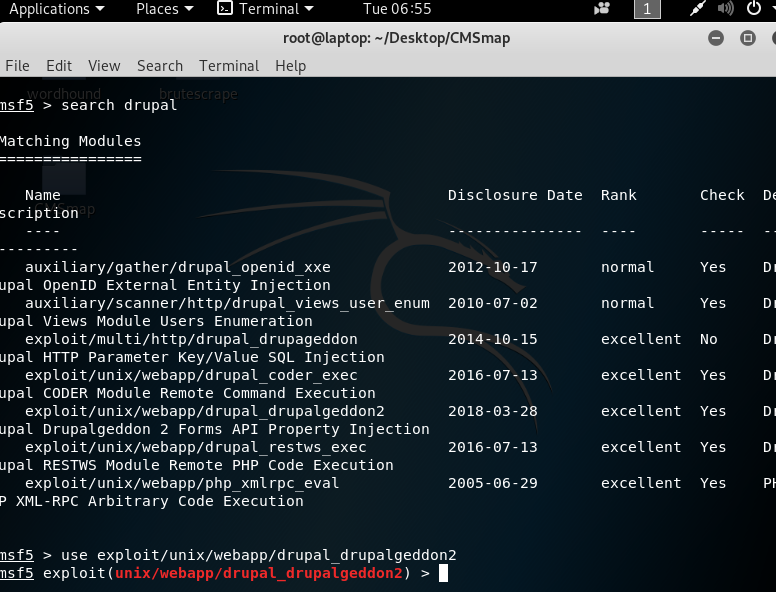 Applications Places Terminal Tue 06:55 1
root@laptop: ~/Desktop/CMSmap
File Edit View Search Terminal Help
wordhound brutescrape
msf5 > search drupal
Matching Modules
================
CMSmap
Name Disclosure Date Rank Check De
scription
---- --------------- ---- ----- --
---------
auxiliary/gather/drupal_openid_xxe 2012-10-17 normal Yes Dr
upal OpenID External Entity Injection
auxiliary/scanner/http/drupal_views_user_enum 2010-07-02 normal Yes Dr
upal Views Module Users Enumeration
exploit/multi/http/drupal_drupageddon 2014-10-15 excellent No Dr
upal HTTP Parameter Key/Value SQL Injection
exploit/unix/webapp/drupal_coder_exec 2016-07-13 excellent Yes Dr
upal CODER Module Remote Command Execution
exploit/unix/webapp/drupal_drupalgeddon2 2018-03-28 excellent Yes Dr
upal Drupalgeddon 2 Forms API Property Injection
exploit/unix/webapp/drupal_restws_exec 2016-07-13 excellent Yes Dr
upal RESTWS Module Remote PHP Code Execution
exploit/unix/webapp/php_xmlrpc_eval 2005-06-29 excellent Yes PH
P XML-RPC Arbitrary Code Execution
msf5 > use exploit/unix/webapp/drupal_drupalgeddon2
msf5 exploit(unix/webapp/drupal_drupalgeddon2) >